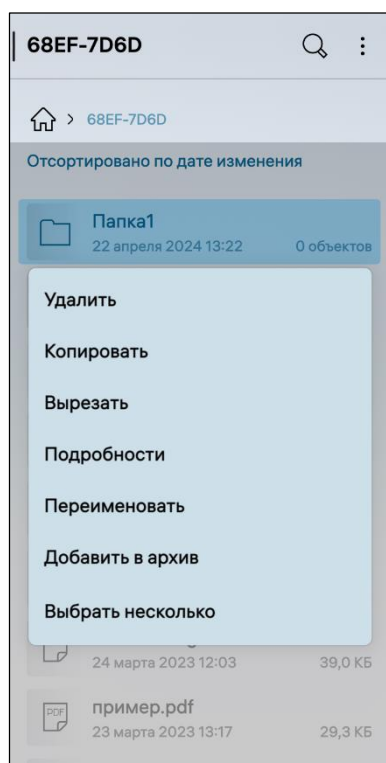 68EF-7D6D
68EF-7D6D
Отсортировано по дате изменения
Папка1
22 апреля 2024 13:22 0 объектов
Удалить
Копировать
Вырезать
Подробности
Переименовать
Добавить в архив
Выбрать несколько
24 марта 2023 12:03 39,0 КБ
PDF
пример.pdf
23 марта 2023 13:17 29,3 КБ